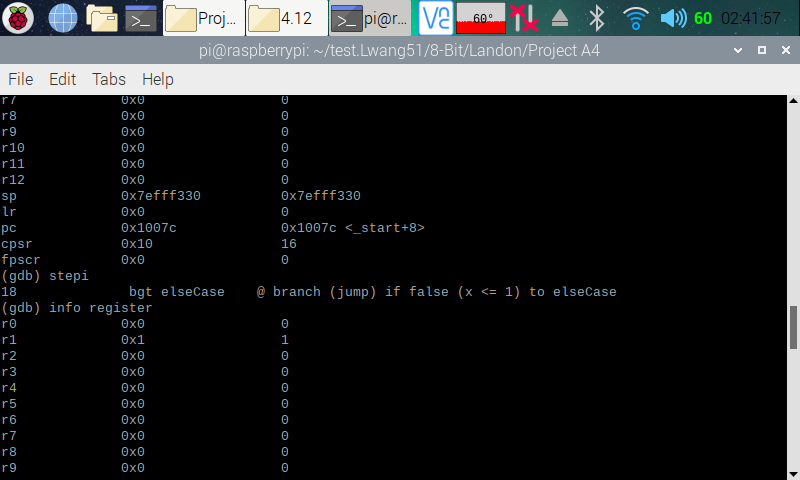 Proj...
4.12
pi@r...
60°
60
02:41:57
pi@raspberrypi: ~/test.Lwang51/8-Bit/Landon/Project A4
File Edit Tabs Help
r7 0x0 0
r8 0x0 0
r9 0x0 0
r10 0x0 0
r11 0x0 0
r12 0x0 0
sp 0x7efff330 0x7efff330
lr 0x0 0
pc 0x1007c 0x1007c <_start+8>
cpsr 0x10 16
fpscr 0x0 0
(gdb) stepi
18 bgt elseCase @ branch (jump) if false (x <= 1) to elseCase
(gdb) info register
r0 0x0 0
r1 0x1 1
r2 0x0 0
r3 0x0 0
r4 0x0 0
r5 0x0 0
r6 0x0 0
r7 0x0 0
r8 0x0 0
r9 0x0 0